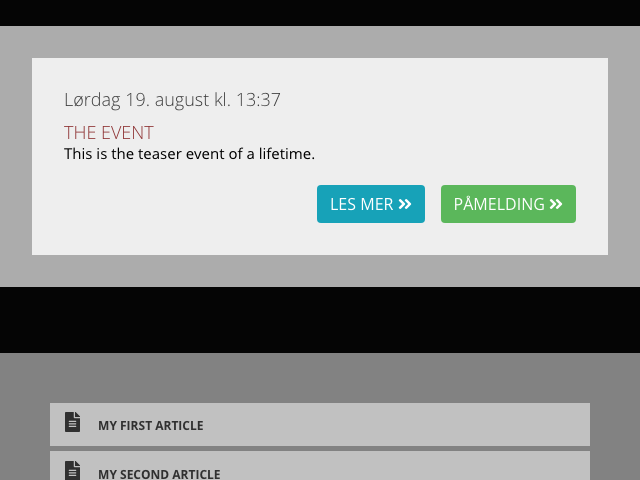 Lørdag 19. august kl. 13:37
THE EVENT
This is the teaser event of a lifetime.
LES MER
PÅMELDING
MY FIRST ARTICLE
MY SECOND ARTICLE